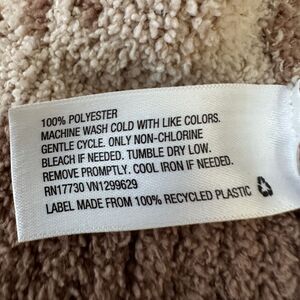 100% POLYESTER
MACHINE WASH COLD WITH LIKE COLORS.
GENTLE CYCLE. ONLY NON-CHLORINE
BLEACH IF NEEDED. TUMBLE DRY LOW.
REMOVE PROMPTLY. COOL IRON IF NEEDED.
RN17730 VN1299629
LABEL MADE FROM 100% RECYCLED PLASTIC